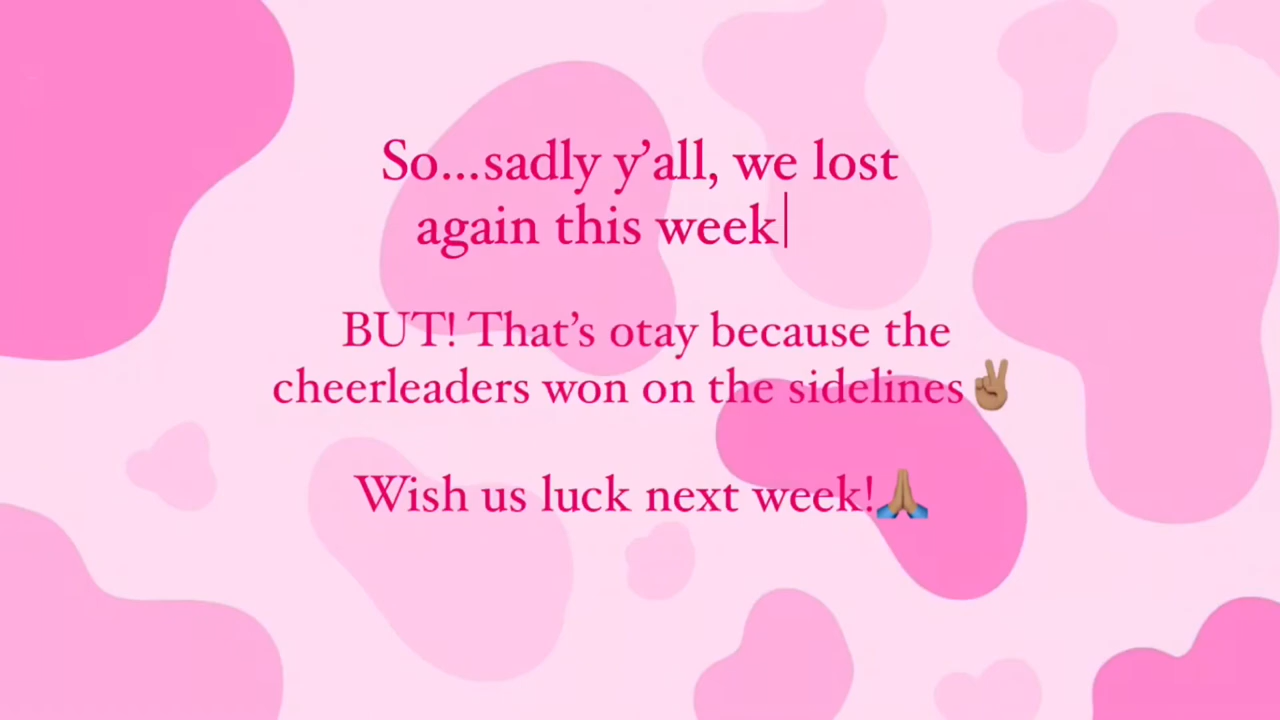 So...sadly y’all, we lost
again this week
BUT! That’s otay because the
cheerleaders won on the sidelines✌🏽
Wish us luck next week!🙏🏽